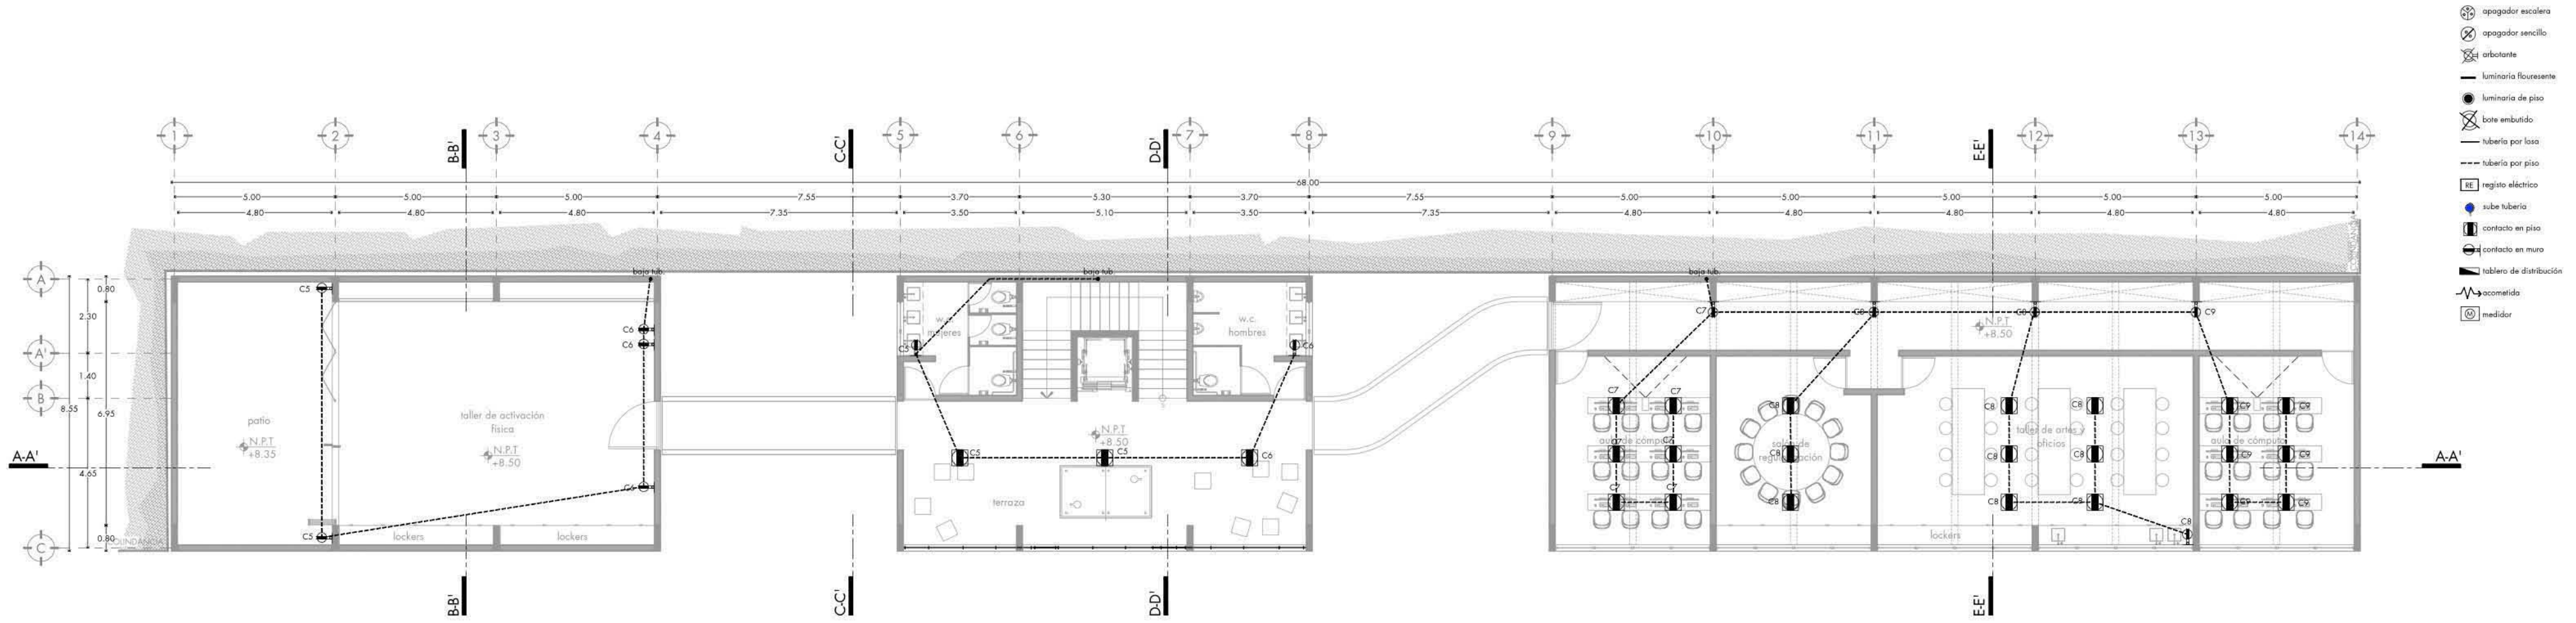 apagador escalera
apagador sencillo
arbotante
luminaria flouresente
luminaria de piso
bote embutido
tubería por losa
tubería por piso
RE registo eléctrico
sube tubería
contacto en piso
contacto en muro
tablero de distribución
acometida
M medidor
1 2 3 4 5 6 7 8 9 10 11 12 13 14
B-B' C-C' D-D' E-E'
68.00
5.00 5.00 5.00 7.55 3.70 5.30 3.70 7.55 5.00 5.00 5.00 5.00 5.00
4.80 4.80 4.80 7.35 3.50 5.10 3.50 7.35 4.80 4.80 4.80 4.80 4.80
A
A'
B
C
0.80
2.30
1.40
8.55
6.95
4.65
0.80
A-A'
A-A'
COLINDANCIA
COLINDANCIA
baja tub.
C5
C6
C6
patio
N.P.T
+8.35
taller de activación
física
N.P.T
+8.50
C6
C5
lockers
lockers
baja tub.
w.c.
mujeres
C5
w.c.
hombres
C6
N.P.T
+8.50
C5
C5
C6
terraza
baja tub.
C7
C8
C8
C9
N.P.T
+8.50
C7
C7
C7
C7
C7
C7
aula de cómputo
C8
C8
C8
salón de
regularización
C8
C8
C8
C8
C8
C8
C8
taller de artes y
oficios
lockers
C9
C9
C9
C9
C9
C9
aula de cómputo
B-B' C-C' D-D' E-E'